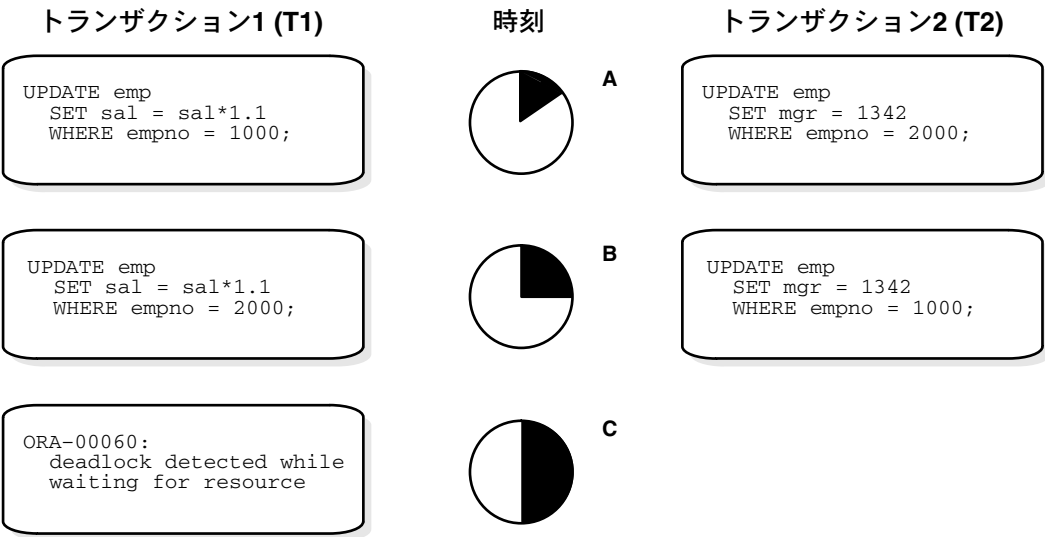 トランザクション1 (T1)
時刻
トランザクション2 (T2)
UPDATE emp
SET sal = sal*1.1
WHERE empno = 1000;
A
UPDATE emp
SET mgr = 1342
WHERE empno = 2000;
UPDATE emp
SET sal = sal*1.1
WHERE empno = 2000;
B
UPDATE emp
SET mgr = 1342
WHERE empno = 1000;
ORA-00060:
deadlock detected while
waiting for resource
C